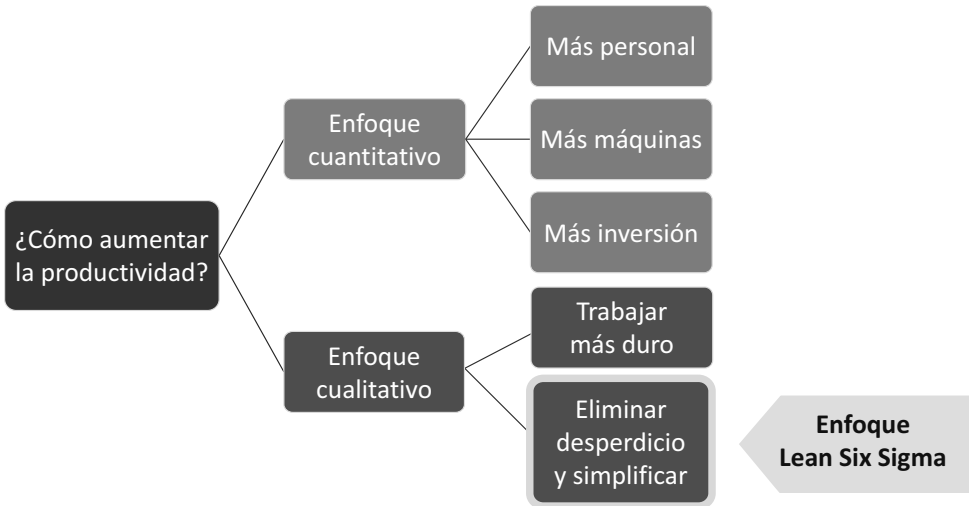 ¿Cómo aumentar
la productividad?
Enfoque
cuantitativo
Más personal
Más máquinas
Más inversión
Enfoque
cualitativo
Trabajar
más duro
Eliminar
desperdicio
y simplificar
Enfoque
Lean Six Sigma